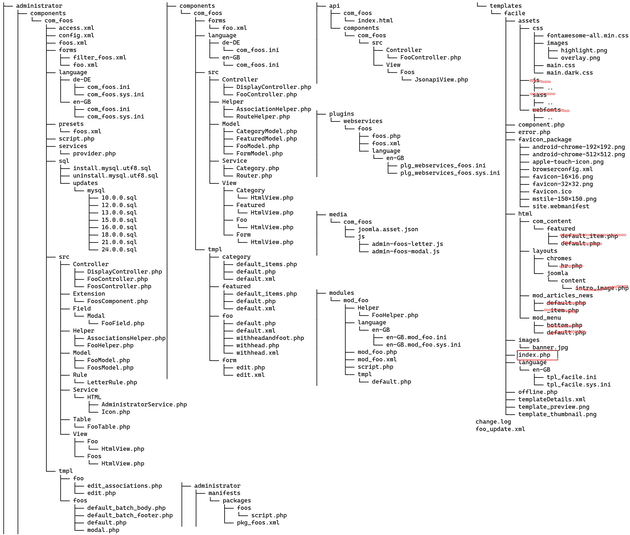 administrator
components
com_foos
access.xml
config.xml
foos.xml
forms
filter_foos.xml
foo.xml
language
de-DE
com_foos.ini
com_foos.sys.ini
en-GB
com_foos.ini
com_foos.sys.ini
presets
foos.xml
script.php
services
provider.php
sql
install.mysql.utf8.sql
uninstall.mysql.utf8.sql
updates
mysql
10.0.0.sql
12.0.0.sql
13.0.0.sql
15.0.0.sql
16.0.0.sql
18.0.0.sql
21.0.0.sql
24.0.0.sql
src
Controller
DisplayController.php
FooController.php
FoosController.php
Extension
FoosComponent.php
Field
Modal
FooField.php
Helper
AssociationsHelper.php
FooHelper.php
Model
FooModel.php
FoosModel.php
Rule
LetterRule.php
Service
HTML
AdministratorService.php
Icon.php
Table
FooTable.php
View
Foo
HtmlView.php
Foos
HtmlView.php
tmpl
foo
edit_associations.php
edit.php
foos
default_batch_body.php
default_batch_footer.php
default.php
modal.php
components
com_foos
forms
foo.xml
language
de-DE
com_foos.ini
en-GB
com_foos.ini
src
Controller
DisplayController.php
FooController.php
Helper
AssociationHelper.php
RouteHelper.php
Model
CategoryModel.php
FeaturedModel.php
FooModel.php
FormModel.php
Service
Category.php
Router.php
View
Category
HtmlView.php
Featured
HtmlView.php
Foo
HtmlView.php
Form
HtmlView.php
tmpl
category
default_items.php
default.php
default.xml
featured
default_items.php
default.php
default.xml
foo
default.php
default.xml
withheadandfoot.php
withhead.php
withhead.xml
form
edit.php
edit.xml
administrator
manifests
packages
foos
script.php
pkg_foos.xml
api
com_foos
index.html
components
com_foos
src
Controller
FooController.php
View
Foos
JsonapiView.php
plugins
webservices
foos
foos.php
foos.xml
language
en-GB
plg_webservices_foos.ini
plg_webservices_foos.sys.ini
media
com_foos
joomla.asset.json
js
admin-foos-letter.js
admin-foos-modal.js
modules
mod_foo
Helper
FooHelper.php
language
en-GB
en-GB.mod_foo.ini
en-GB.mod_foo.sys.ini
mod_foo.php
mod_foo.xml
script.php
tmpl
default.php
templates
facile
assets
css
fontawesome-all.min.css
images
highlight.png
overlay.png
main.css
main.dark.css
js
..
sass
..
webfonts
..
component.php
error.php
favicon_package
android-chrome-192×192.png
android-chrome-512×512.png
apple-touch-icon.png
browserconfig.xml
favicon-16×16.png
favicon-32×32.png
favicon.ico
mstile-150×150.png
site.webmanifest
html
com_content
featured
default_item.php
default.php
layouts
chromes
hr.php
joomla
content
intro_image.php
mod_articles_news
default.php
_item.php
mod_menu
bottom.php
default.php
images
banner.jpg
index.php
language
en-GB
tpl_facile.ini
tpl_facile.sys.ini
offline.php
templateDetails.xml
template_preview.png
template_thumbnail.png
change.log
foo_update.xml